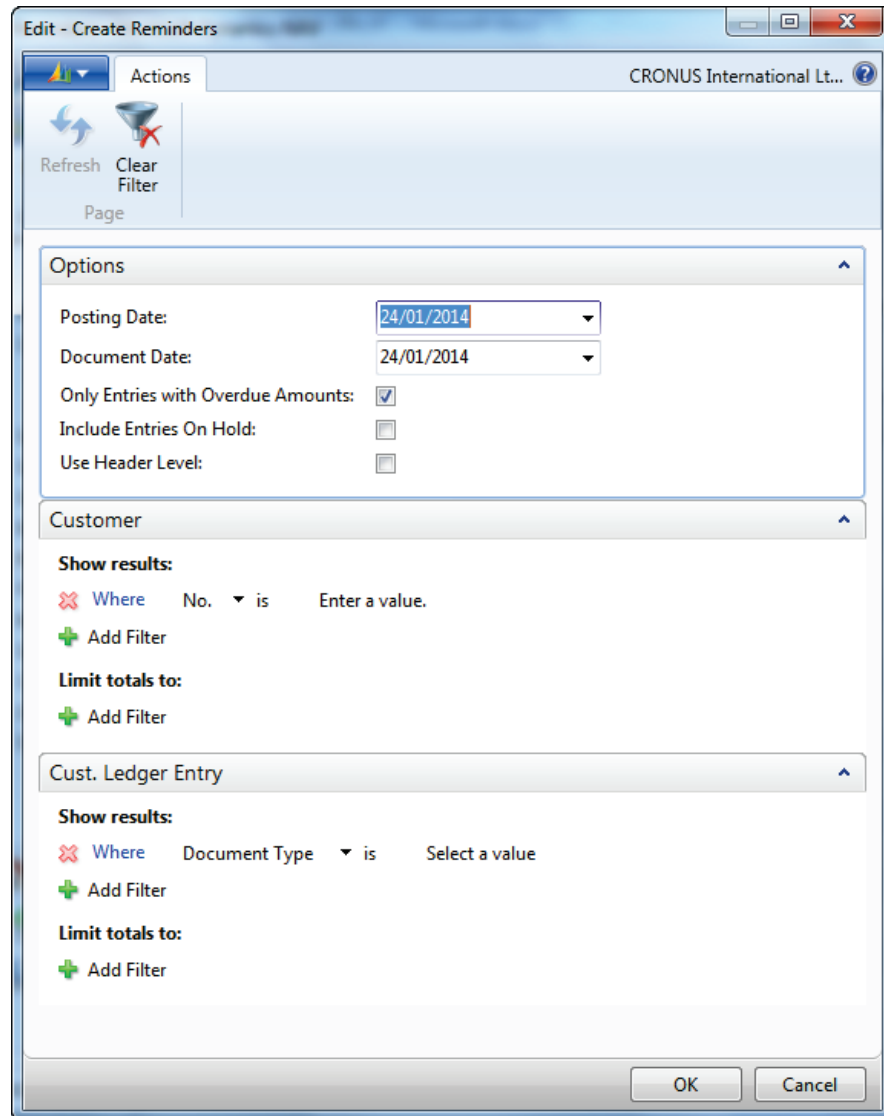 Edit - Create Reminders
Actions
CRONUS International Lt...
Refresh Clear Filter
Page
Options
Posting Date: 24/01/2014
Document Date: 24/01/2014
Only Entries with Overdue Amounts:
Include Entries On Hold:
Use Header Level:
Customer
Show results:
Where No. is Enter a value.
Add Filter
Limit totals to:
Add Filter
Cust. Ledger Entry
Show results:
Where Document Type is Select a value
Add Filter
Limit totals to:
Add Filter
OK Cancel